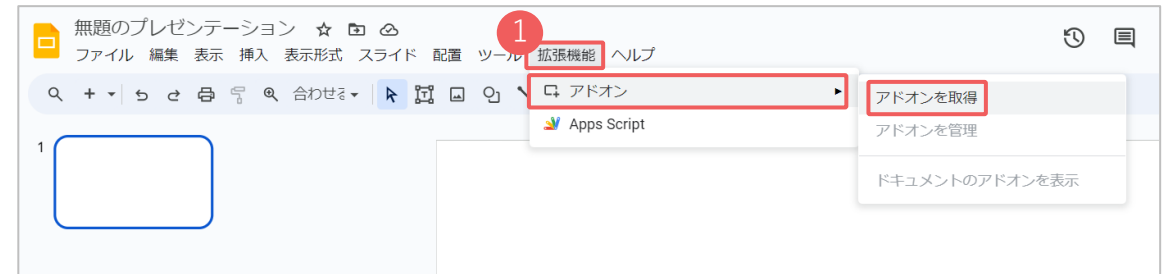 無題のプレゼンテーション
1
ファイル 編集 表示 挿入 表示形式 スライド 配置 ツール 拡張機能 ヘルプ
合わせる
アドオン
アドオンを取得
Apps Script
アドオンを管理
1
ドキュメントのアドオンを表示